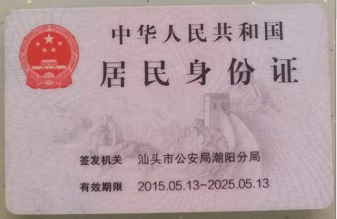 中华人民共和国
居民身份证
签发机关 汕头市公安局潮阳分局
有效期限 2015.05.13-2025.05.13